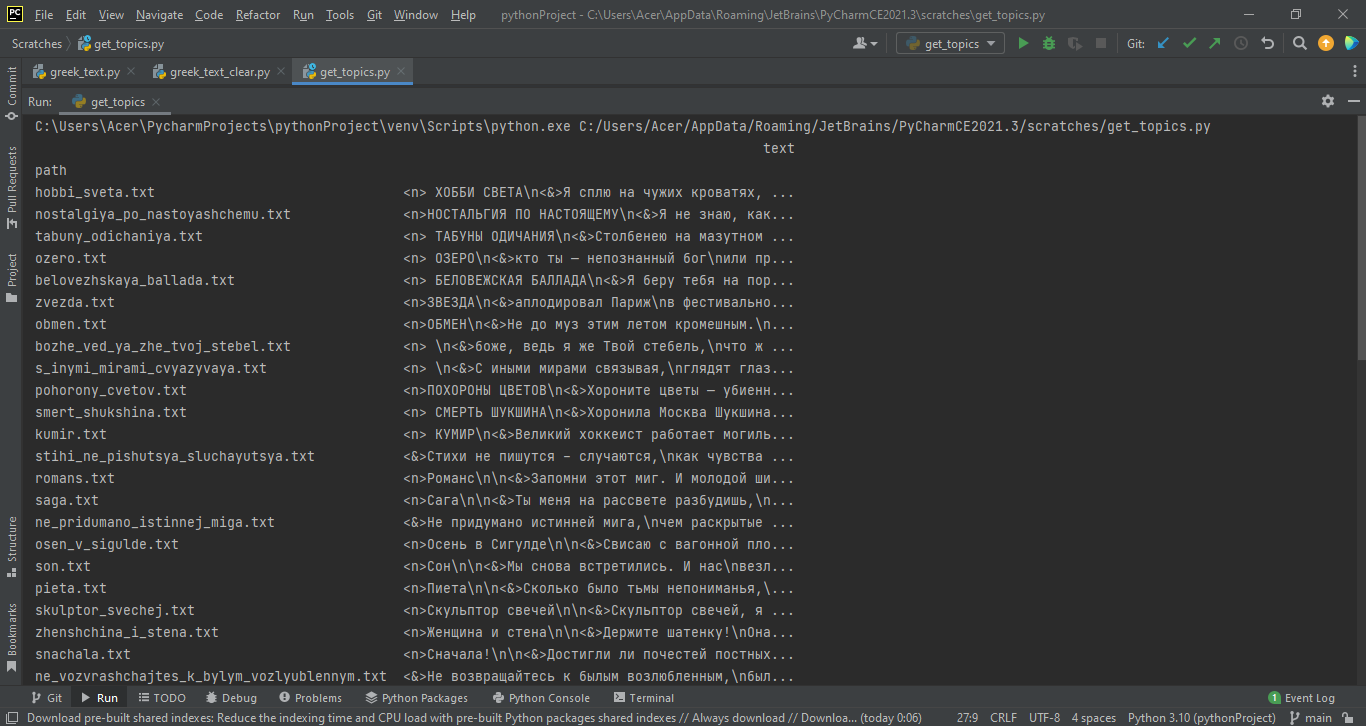 PC File Edit View Navigate Code Refactor Run Tools Git Window Help pythonProject - C:\Users\Acer\AppData\Roaming\JetBrains\PyCharmCE2021.3\scratches\get_topics.py
Scratches get_topics.py get_topics Git:
greek_text.py greek_text_clear.py get_topics.py
Run: get_topics
C:\Users\Acer\PycharmProjects\pythonProject\venv\Scripts\python.exe C:/Users/Acer/AppData/Roaming/JetBrains/PyCharmCE2021.3/scratches/get_topics.py
text
path
hobbi_sveta.txt <n> ХОББИ СВЕТА\n<&>Я сплю на чужих кроватях, ...
nostalgiya_po_nastoyashchemu.txt <n>НОСТАЛЬГИЯ ПО НАСТОЯЩЕМУ\n<&>Я не знаю, как...
tabuny_odichaniya.txt <n> ТАБУНЫ ОДИЧАНИЯ\n<&>Столбенею на мазутном ...
ozero.txt <n> ОЗЕРО\n<&>кто ты — непознанный бог\nили пр...
belovezhskaya_ballada.txt <n> БЕЛОВЕЖСКАЯ БАЛЛАДА\n<&>Я беру тебя на пор...
zvezda.txt <n>ЗВЕЗДА\n<&>аплодировал Париж\nв фестивально...
obmen.txt <n>ОБМЕН\n<&>Не до муз этим летом кромешным.\n...
bozhe_ved_ya_zhe_tvoj_stebel.txt <n> \n<&>боже, ведь я же Твой стебель,\nчто ж ...
s_inymi_mirami_cvyazyvaya.txt <n> \n<&>С иными мирами связывая,\nглядят глаз...
pohorony_cvetov.txt <n>ПОХОРОНЫ ЦВЕТОВ\n<&>Хороните цветы — убиенн...
smert_shukshina.txt <n> СМЕРТЬ ШУКШИНА\n<&>Хоронила Москва Шукшина...
kumir.txt <n> КУМИР\n<&>Великий хоккеист работает могиль...
stihi_ne_pishutsya_sluchayutsya.txt <&>Стихи не пишутся – случаются,\nкак чувства ...
romans.txt <n>Романс\n\n<&>Запомни этот миг. И молодой ши...
saga.txt <n>Сага\n\n<&>Ты меня на рассвете разбудишь,\n...
ne_pridumano_istinnej_miga.txt <&>Не придумано истинней мига,\nчем раскрытые ...
osen_v_sigulde.txt <n>Осень в Сигулде\n\n<&>Свисаю с вагонной пло...
son.txt <n>Сон\n\n<&>Мы снова встретились. И нас\nвезл...
pieta.txt <n>Пиета\n\n<&>Сколько было тьмы непониманья,\...
skulptor_svechej.txt <n>Скульптор свечей\n\n<&>Скульптор свечей, я ...
zhenshchina_i_stena.txt <n>Женщина и стена\n\n<&>Держите шатенку!\nОна...
snachala.txt <n>Сначала!\n\n<&>Достигли ли почестей постных...
ne_vozvrashchajtes_k_bylym_vozlyublennym.txt <&>Не возвращайтесь к былым возлюбленным,\nбыл...
Commit
Pull Requests
Project
Structure
Bookmarks
Git Run TODO Debug Problems Python Packages Python Console Terminal 1 Event Log
Download pre-built shared indexes: Reduce the indexing time and CPU load with pre-built Python packages shared indexes // Always download // Downloa... (today 0:06) 27:9 CRLF UTF-8 4 spaces Python 3.10 (pythonProject) main